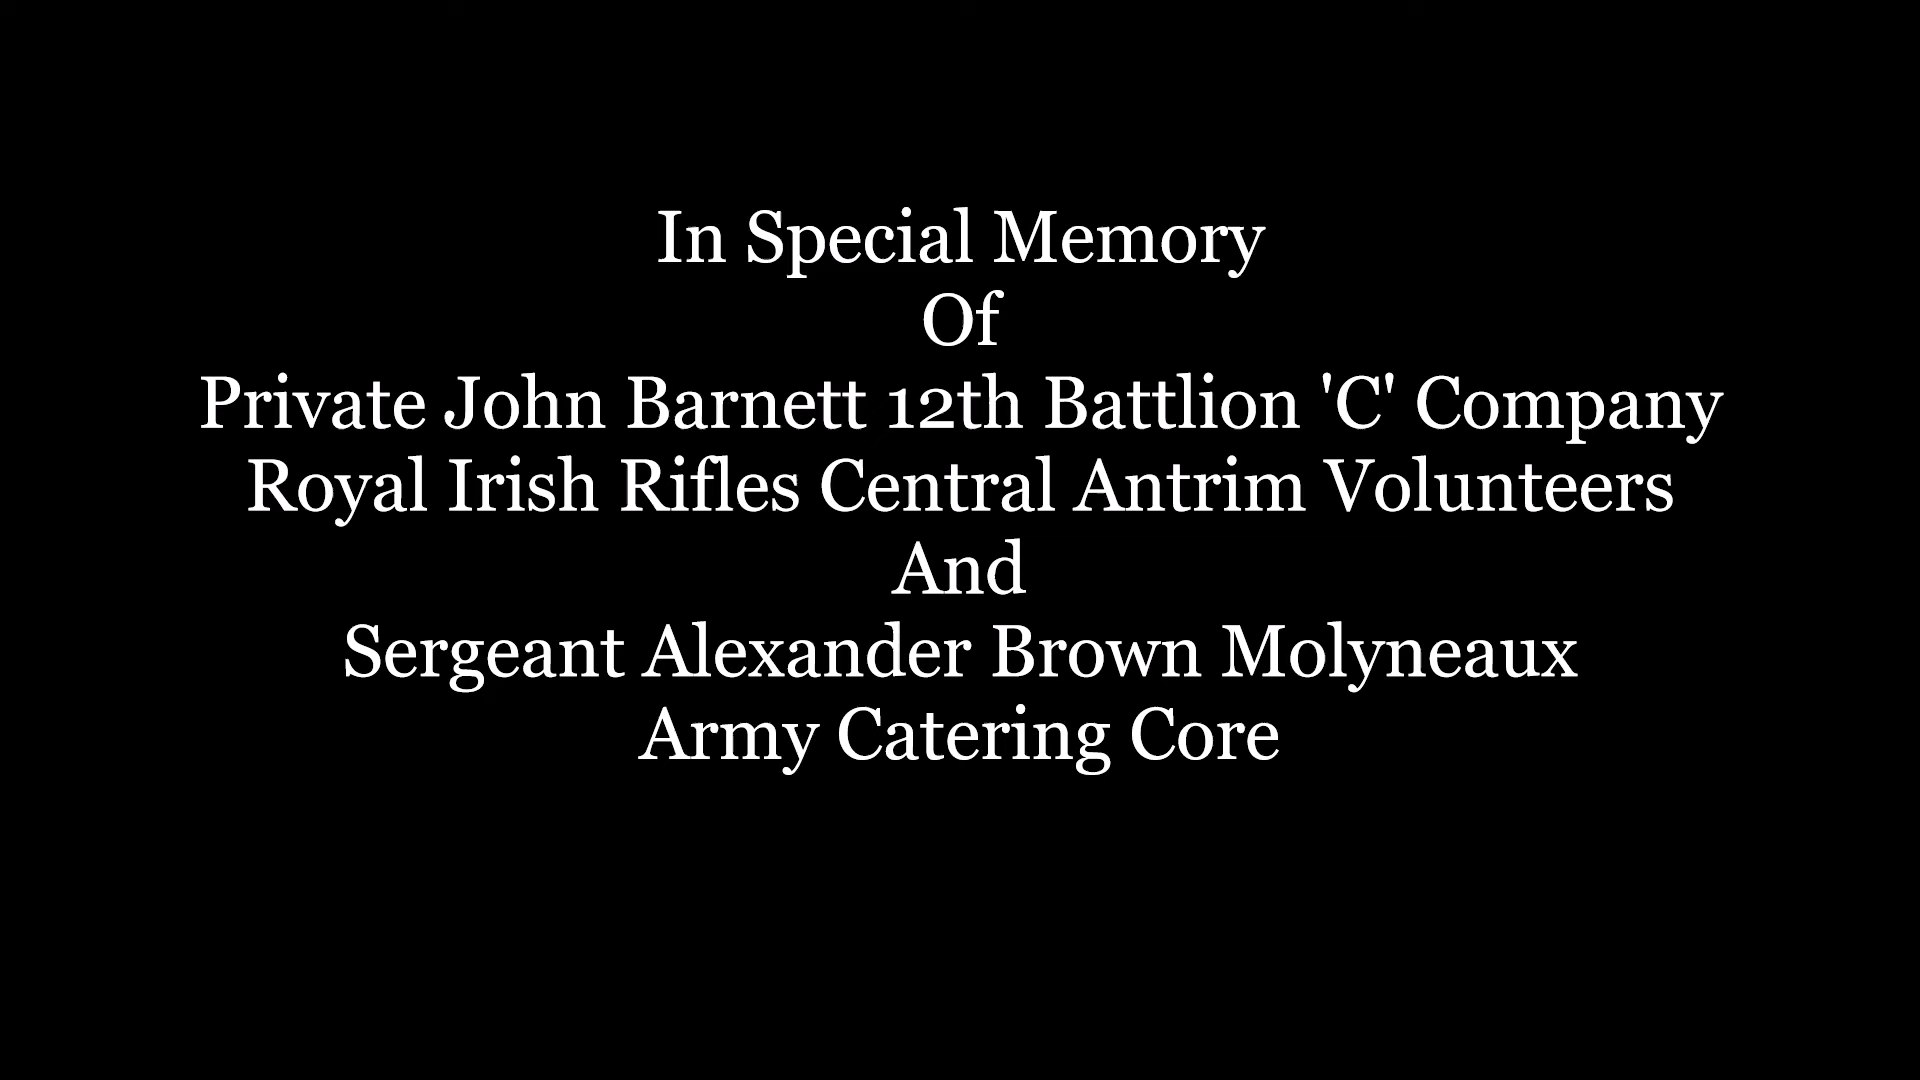 In Special Memory
Of
Private John Barnett 12th Battlion 'C' Company
Royal Irish Rifles Central Antrim Volunteers
And
Sergeant Alexander Brown Molyneaux
Army Catering Core